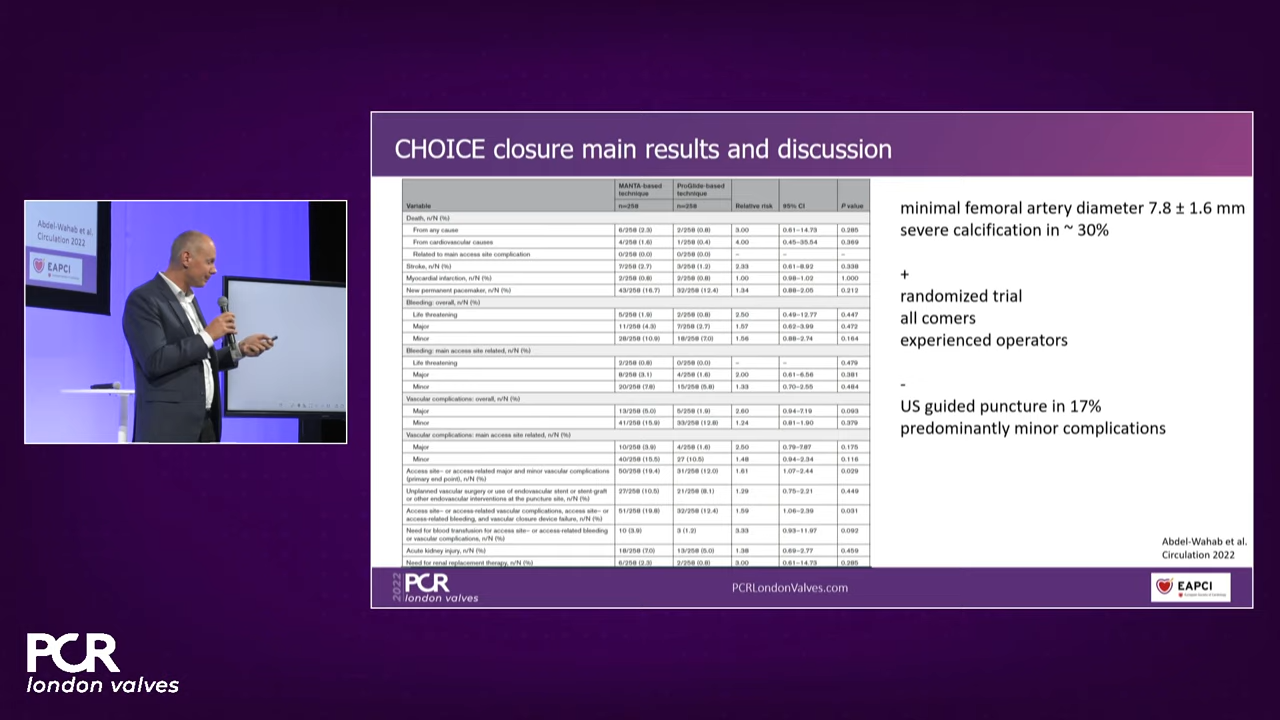 Abdel-Wahab et al.
Circulation 2022
EAPCI
CHOICE closure main results and discussion
MANTA-based technique ProGlide-based technique
Variable n=258 n=258 Relative risk 95% CI P value
Death, n/N (%)
From any cause 6/258 (2.3) 2/258 (0.8) 3.00 0.61–14.73 0.285
From cardiovascular causes 4/258 (1.6) 1/258 (0.4) 4.00 0.45–35.54 0.369
Related to main access site complication 0/258 (0.0) 0/258 (0.0) – – –
Stroke, n/N (%) 7/258 (2.7) 3/258 (1.2) 2.33 0.61–8.92 0.338
Myocardial infarction, n/N (%) 2/258 (0.8) 2/258 (0.8) 1.00 0.98–1.02 1.000
New permanent pacemaker, n/N (%) 43/258 (16.7) 32/258 (12.4) 1.34 0.88–2.05 0.212
Bleeding: overall, n/N (%)
Life threatening 5/258 (1.9) 2/258 (0.8) 2.50 0.49–12.77 0.447
Major 11/258 (4.3) 7/258 (2.7) 1.57 0.62–3.99 0.472
Minor 28/258 (10.9) 18/258 (7.0) 1.56 0.88–2.74 0.164
Bleeding: main access site related, n/N (%)
Life threatening 2/258 (0.8) 0/258 (0.0) – – 0.479
Major 8/258 (3.1) 4/258 (1.6) 2.00 0.61–6.56 0.381
Minor 20/258 (7.8) 15/258 (5.8) 1.33 0.70–2.55 0.484
Vascular complications: overall, n/N (%)
Major 13/258 (5.0) 5/258 (1.9) 2.60 0.94–7.19 0.093
Minor 41/258 (15.9) 33/258 (12.8) 1.24 0.81–1.90 0.379
Vascular complications: main access site related, n/N (%)
Major 10/258 (3.9) 4/258 (1.6) 2.50 0.79–7.87 0.175
Minor 40/258 (15.5) 27 (10.5) 1.48 0.94–2.34 0.116
Access site– or access-related major and minor vascular complications 50/258 (19.4) 31/258 (12.0) 1.61 1.07–2.44 0.029
(primary end point), n/N (%)
Unplanned vascular surgery or use of endovascular stent or stent-graft 27/258 (10.5) 21/258 (8.1) 1.29 0.75–2.21 0.449
or other endovascular interventions at the puncture site, n/N (%)
Access site– or access-related vascular complications, access site– or 51/258 (19.8) 32/258 (12.4) 1.59 1.06–2.39 0.031
access-related bleeding, and vascular closure device failure, n/N (%)
Need for blood transfusion for access site– or access-related bleeding 10 (3.9) 3 (1.2) 3.33 0.93–11.97 0.092
or vascular complications, n/N (%)
Acute kidney injury, n/N (%) 18/258 (7.0) 13/258 (5.0) 1.38 0.69–2.77 0.459
Need for renal replacement therapy, n/N (%) 6/258 (2.3) 2/258 (0.8) 3.00 0.61–14.73 0.285
minimal femoral artery diameter 7.8 ± 1.6 mm
severe calcification in ~ 30%
+
randomized trial
all comers
experienced operators
-
US guided puncture in 17%
predominantly minor complications
Abdel-Wahab et al.
Circulation 2022
2022 PCR
london valves
PCRLondonValves.com
EAPCI
PCR
london valves